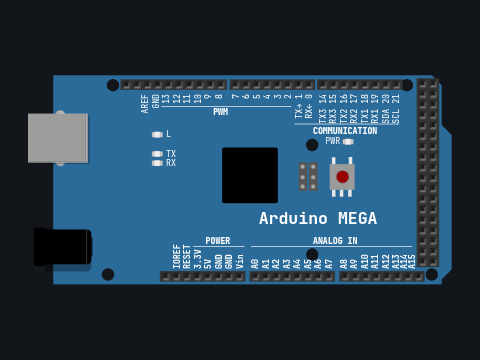 AREF
GND
13
12
11
10
9
8
7
6
5
4
3
2
TX→ 1
RX← 0
TX3 14
RX3 15
TX2 16
RX2 17
TX1 18
RX1 19
SDA 20
SCL 21
PWM
COMMUNICATION
L
PWR
TX
RX
Arduino MEGA
POWER
ANALOG IN
IOREF
RESET
3.3V
5V
GND
GND
Vin
A0
A1
A2
A3
A4
A5
A6
A7
A8
A9
A10
A11
A12
A13
A14
A15